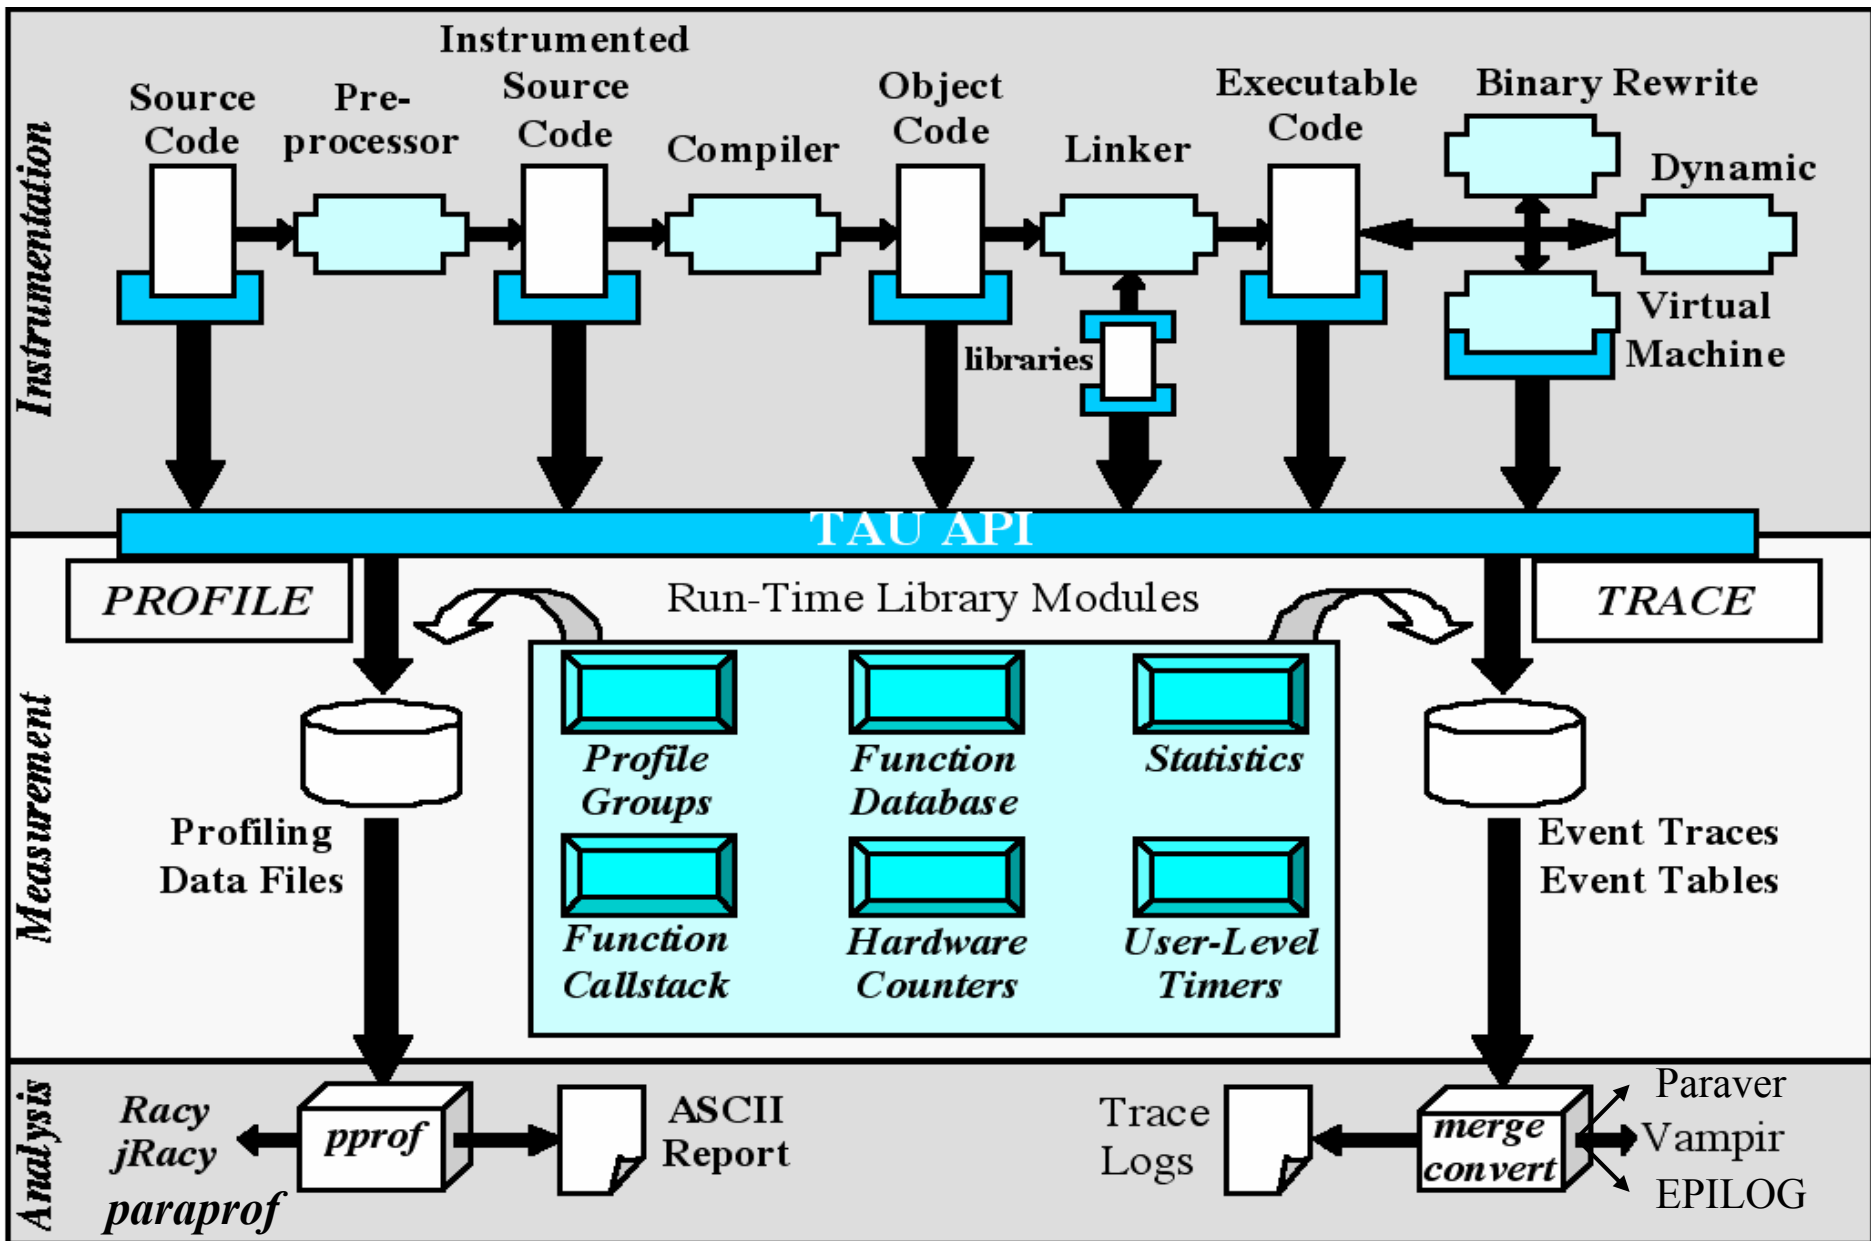 Instrumentation
Source
Code
Pre-
processor
Instrumented
Source
Code
Compiler
Object
Code
Linker
libraries
Executable
Code
Binary Rewrite
Dynamic
Virtual
Machine
TAU API
Measurement
PROFILE
Run-Time Library Modules
TRACE
Profiling
Data Files
Profile
Groups
Function
Database
Statistics
Function
Callstack
Hardware
Counters
User-Level
Timers
Event Traces
Event Tables
Analysis
Racy
jRacy
paraprof
pprof
ASCII
Report
Trace
Logs
merge
convert
Paraver
Vampir
EPILOG